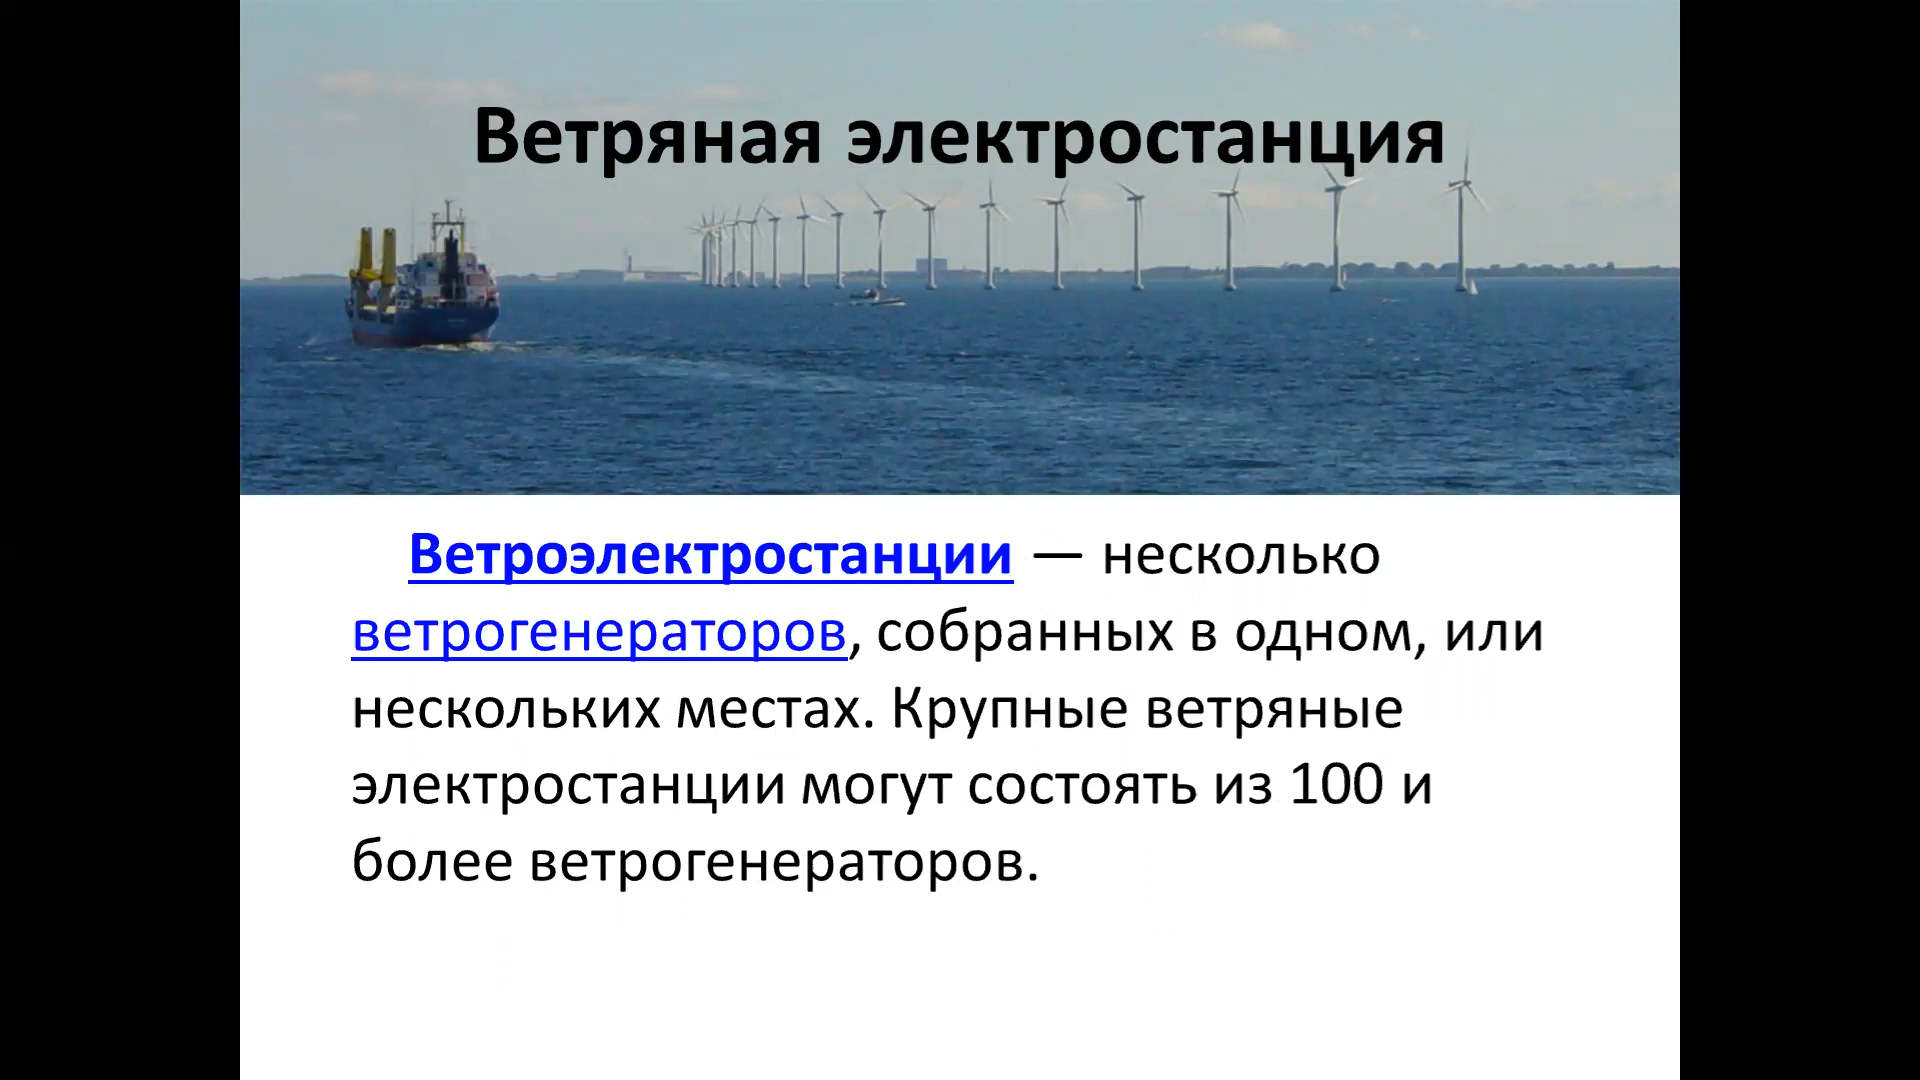 Ветряная электростанция
Ветроэлектростанции — несколько
ветрогенераторов, собранных в одном, или
нескольких местах. Крупные ветряные
электростанции могут состоять из 100 и
более ветрогенераторов.